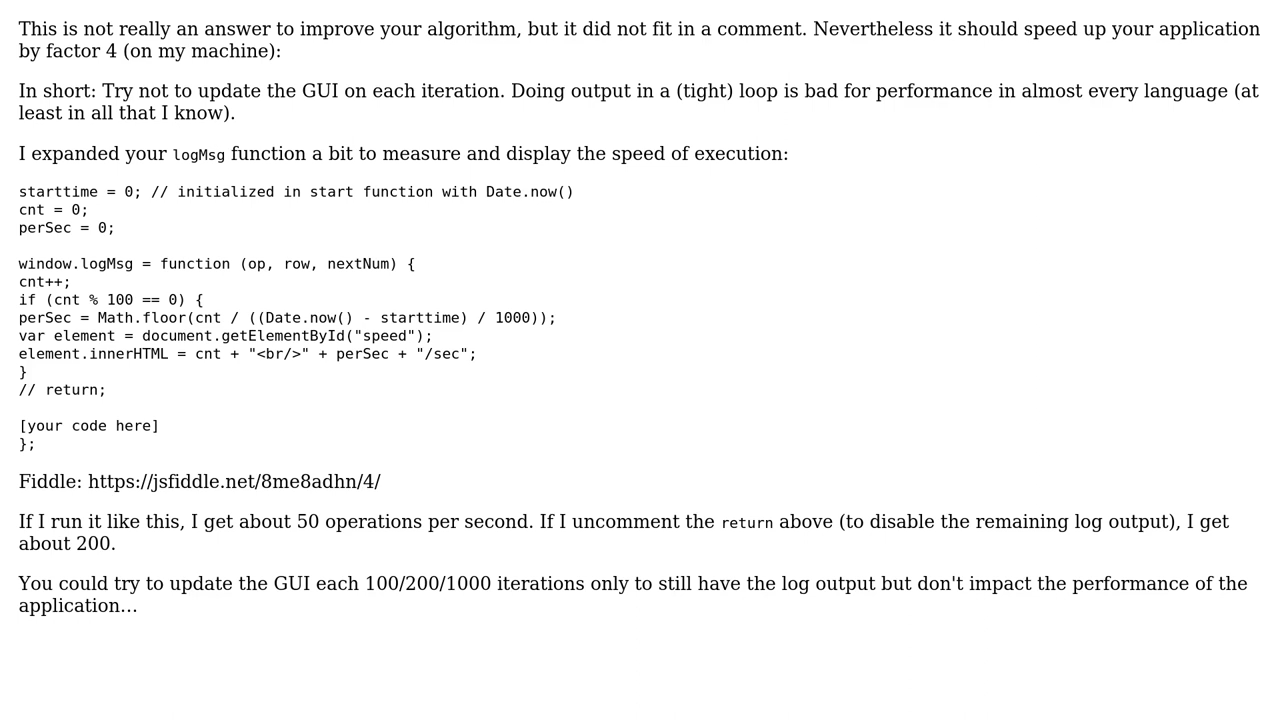 This is not really an answer to improve your algorithm, but it did not fit in a comment. Nevertheless it should speed up your application
by factor 4 (on my machine):
In short: Try not to update the GUI on each iteration. Doing output in a (tight) loop is bad for performance in almost every language (at
least in all that I know).
I expanded your logMsg function a bit to measure and display the speed of execution:
starttime = 0; // initialized in start function with Date.now()
cnt = 0;
perSec = 0;
window.logMsg = function (op, row, nextNum) {
cnt++;
if (cnt % 100 == 0) {
perSec = Math.floor(cnt / ((Date.now() - starttime) / 1000));
var element = document.getElementById("speed");
element.innerHTML = cnt + "<br/>" + perSec + "/sec";
}
// return;
[your code here]
};
Fiddle: https://jsfiddle.net/8me8adhn/4/
If I run it like this, I get about 50 operations per second. If I uncomment the return above (to disable the remaining log output), I get
about 200.
You could try to update the GUI each 100/200/1000 iterations only to still have the log output but don't impact the performance of the
application…